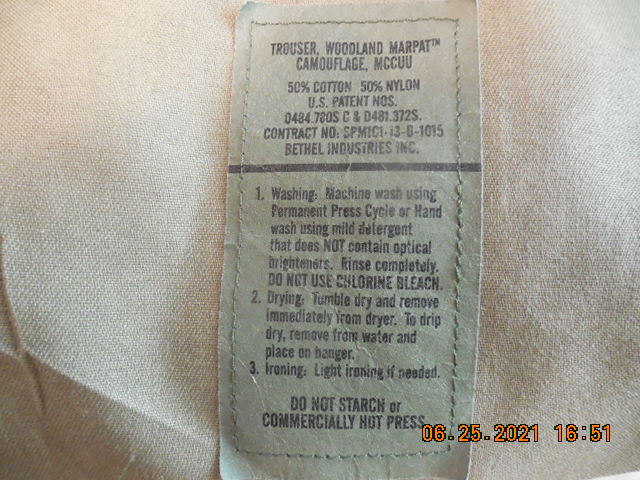 TROUSER, WOODLAND MARPAT™
CAMOUFLAGE, MCCUU
50% COTTON 50% NYLON
U.S. PATENT NOS.
D484.780S C & D481.372S.
CONTRACT NO: SPM1C1-13-D-1015
BETHEL INDUSTRIES INC.
1. Washing: Machine wash using
Permanent Press Cycle or Hand
wash using mild detergent
that does NOT contain optical
brighteners. Rinse completely.
DO NOT USE CHLORINE BLEACH.
2. Drying: Tumble dry and remove
immediately from dryer. To drip
dry, remove from water and
place on hanger.
3. Ironing: Light ironing if needed.
DO NOT STARCH or
COMMERCIALLY HOT PRESS
06.25.2021 16:51